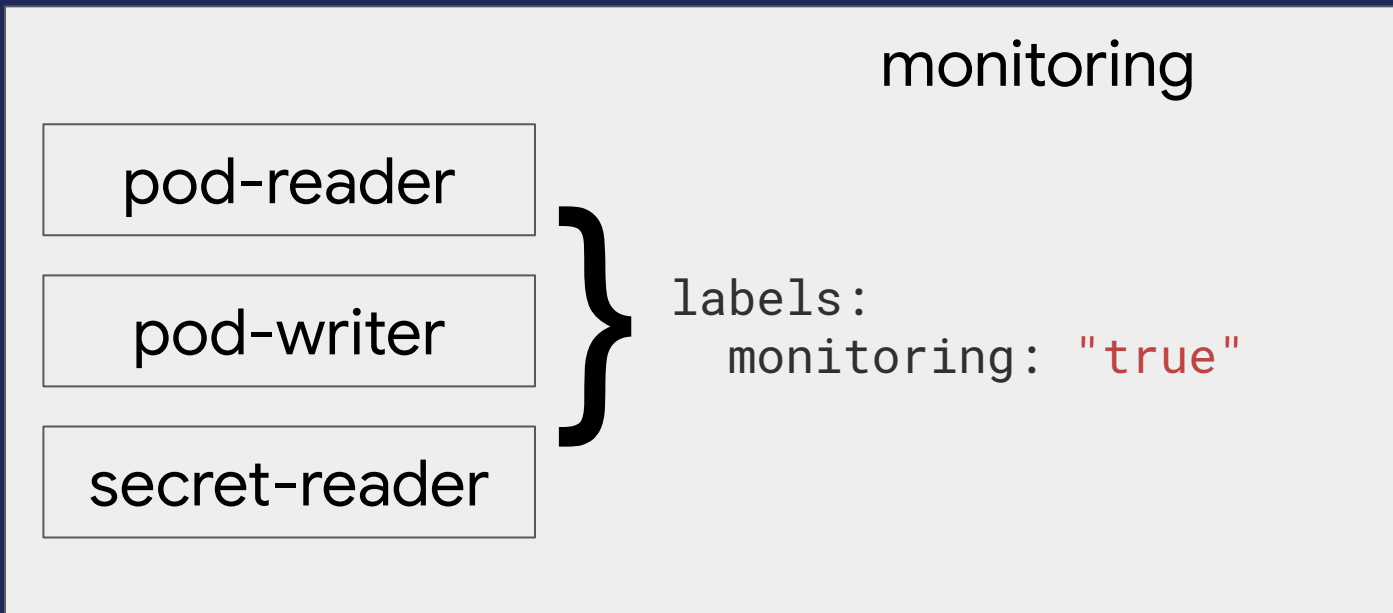 monitoring
pod-reader
pod-writer
secret-reader
}
labels:
  monitoring: "true"